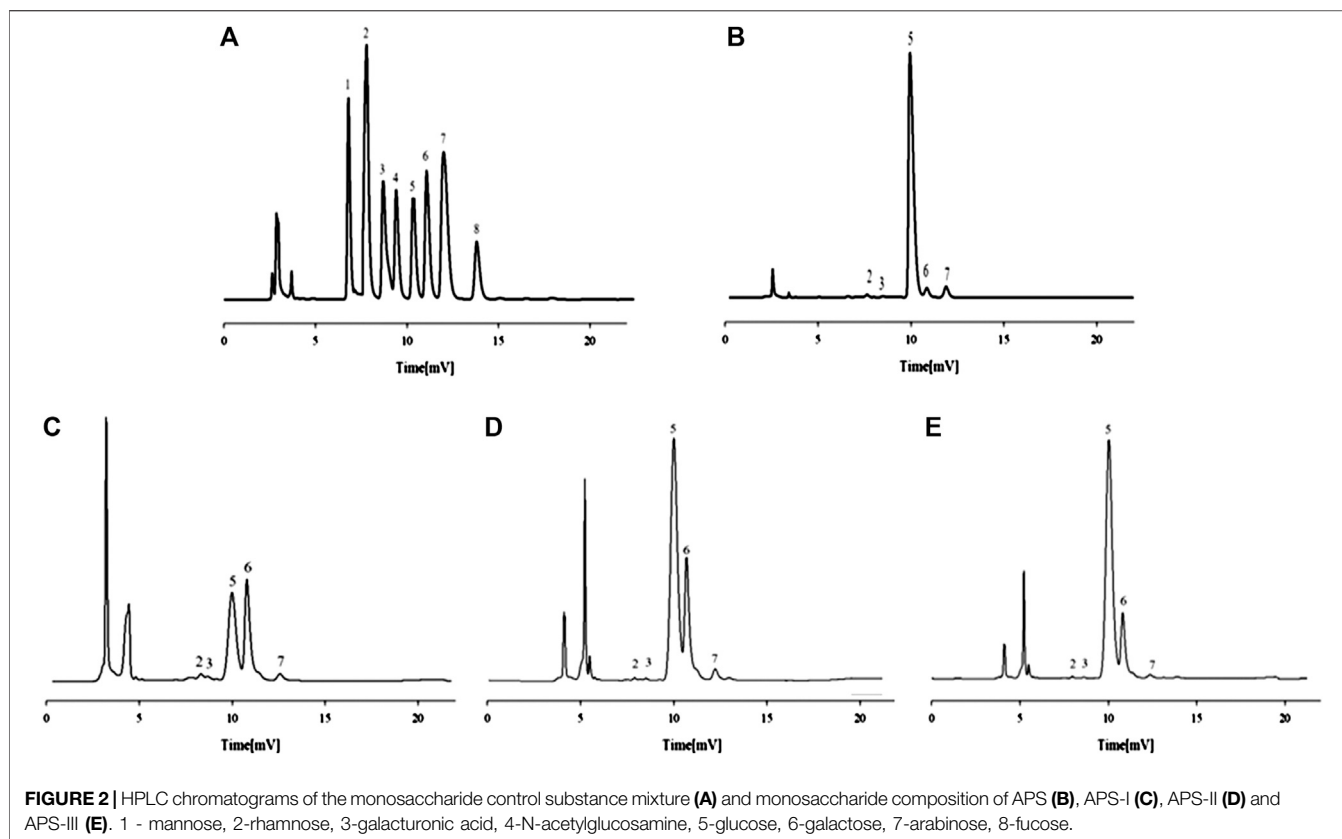 A
1
2
3
4
5
6
7
8
0 5 10 15 20
Time[mV]
B
5
2
3
6
7
0 5 10 15 20
Time[mV]
C
2
3
5
6
7
0 5 10 15 20
Time[mV]
D
5
6
2
3
7
0 5 10 15 20
Time[mV]
E
5
6
2
3
7
0 5 10 15 20
Time[mV]
FIGURE 2 | HPLC chromatograms of the monosaccharide control substance mixture (A) and monosaccharide composition of APS (B), APS-I (C), APS-II (D) and
APS-III (E). 1 - mannose, 2-rhamnose, 3-galacturonic acid, 4-N-acetylglucosamine, 5-glucose, 6-galactose, 7-arabinose, 8-fucose.